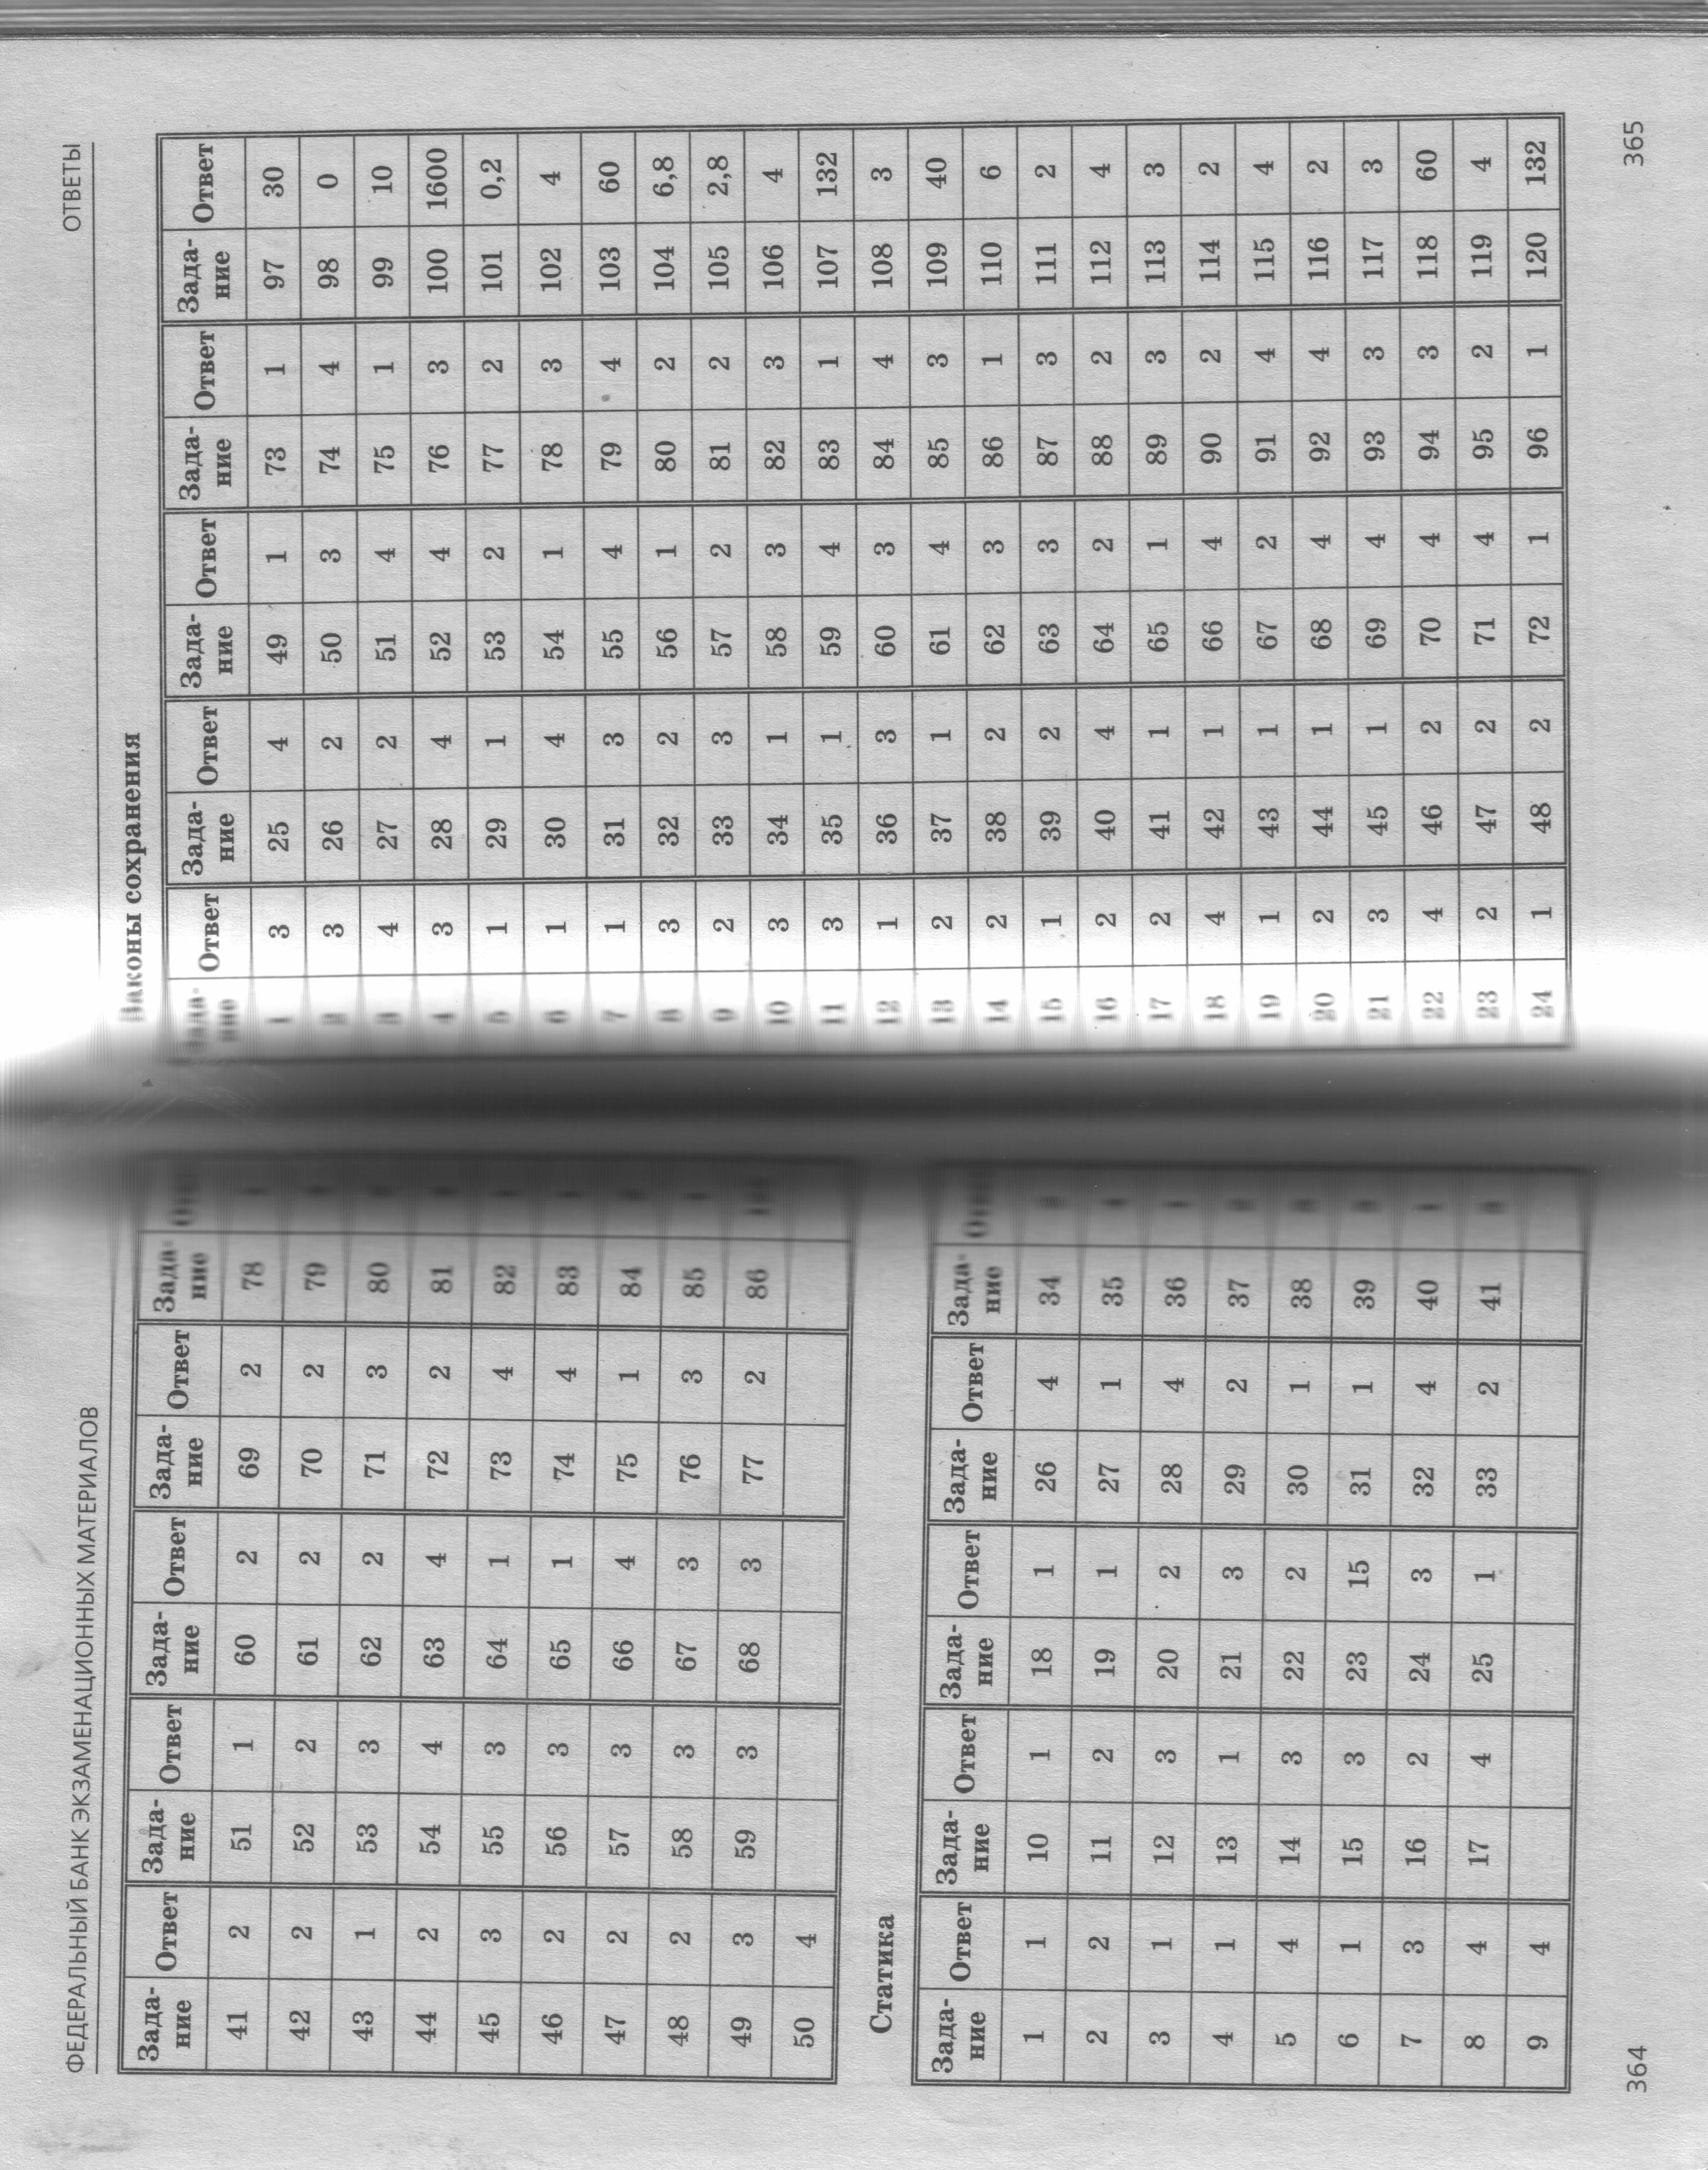 ФЕДЕРАЛЬНЫЙ БАНК ЭКЗАМЕНАЦИОННЫХ МАТЕРИАЛОВ
Зада-ние Ответ Зада-ние Ответ Зада-ние Ответ Зада-ние Ответ Зада-ние
41 2 51 1 60 2 69 2 78
42 2 52 2 61 2 70 2 79
43 1 53 3 62 2 71 3 80
44 2 54 4 63 4 72 2 81
45 3 55 3 64 1 73 4 82
46 2 56 3 65 1 74 4 83
47 2 57 3 66 4 75 1 84
48 2 58 3 67 3 76 3 85
49 3 59 3 68 3 77 2 86
50 4
Статика
Зада-ние Ответ Зада-ние Ответ Зада-ние Ответ Зада-ние Ответ Зада-ние
1 1 10 1 18 1 26 4 34
2 2 11 2 19 1 27 1 35
3 1 12 3 20 2 28 4 36
4 1 13 1 21 3 29 2 37
5 4 14 3 22 2 30 1 38
6 1 15 3 23 15 31 1 39
7 3 16 2 24 3 32 4 40
8 4 17 4 25 1 33 2 41
9 4
364
ОТВЕТЫ
Законы сохранения
Зада-ние Ответ Зада-ние Ответ Зада-ние Ответ Зада-ние Ответ Зада-ние Ответ
1 3 25 4 49 1 73 1 97 30
2 3 26 2 50 3 74 4 98 0
3 4 27 2 51 4 75 1 99 10
4 3 28 4 52 4 76 3 100 1600
5 1 29 1 53 2 77 2 101 0,2
6 1 30 4 54 1 78 3 102 4
7 1 31 3 55 4 79 4 103 60
8 3 32 2 56 1 80 2 104 6,8
9 2 33 3 57 2 81 2 105 2,8
10 3 34 1 58 3 82 3 106 4
11 3 35 1 59 4 83 1 107 132
12 1 36 3 60 3 84 4 108 3
13 2 37 1 61 4 85 3 109 40
14 2 38 2 62 3 86 1 110 6
15 1 39 2 63 3 87 3 111 2
16 2 40 4 64 2 88 2 112 4
17 2 41 1 65 1 89 3 113 3
18 4 42 1 66 4 90 2 114 2
19 1 43 1 67 2 91 4 115 4
20 2 44 1 68 4 92 4 116 2
21 3 45 1 69 4 93 3 117 3
22 4 46 2 70 4 94 3 118 60
23 2 47 2 71 4 95 2 119 4
24 1 48 2 72 1 96 1 120 132
365